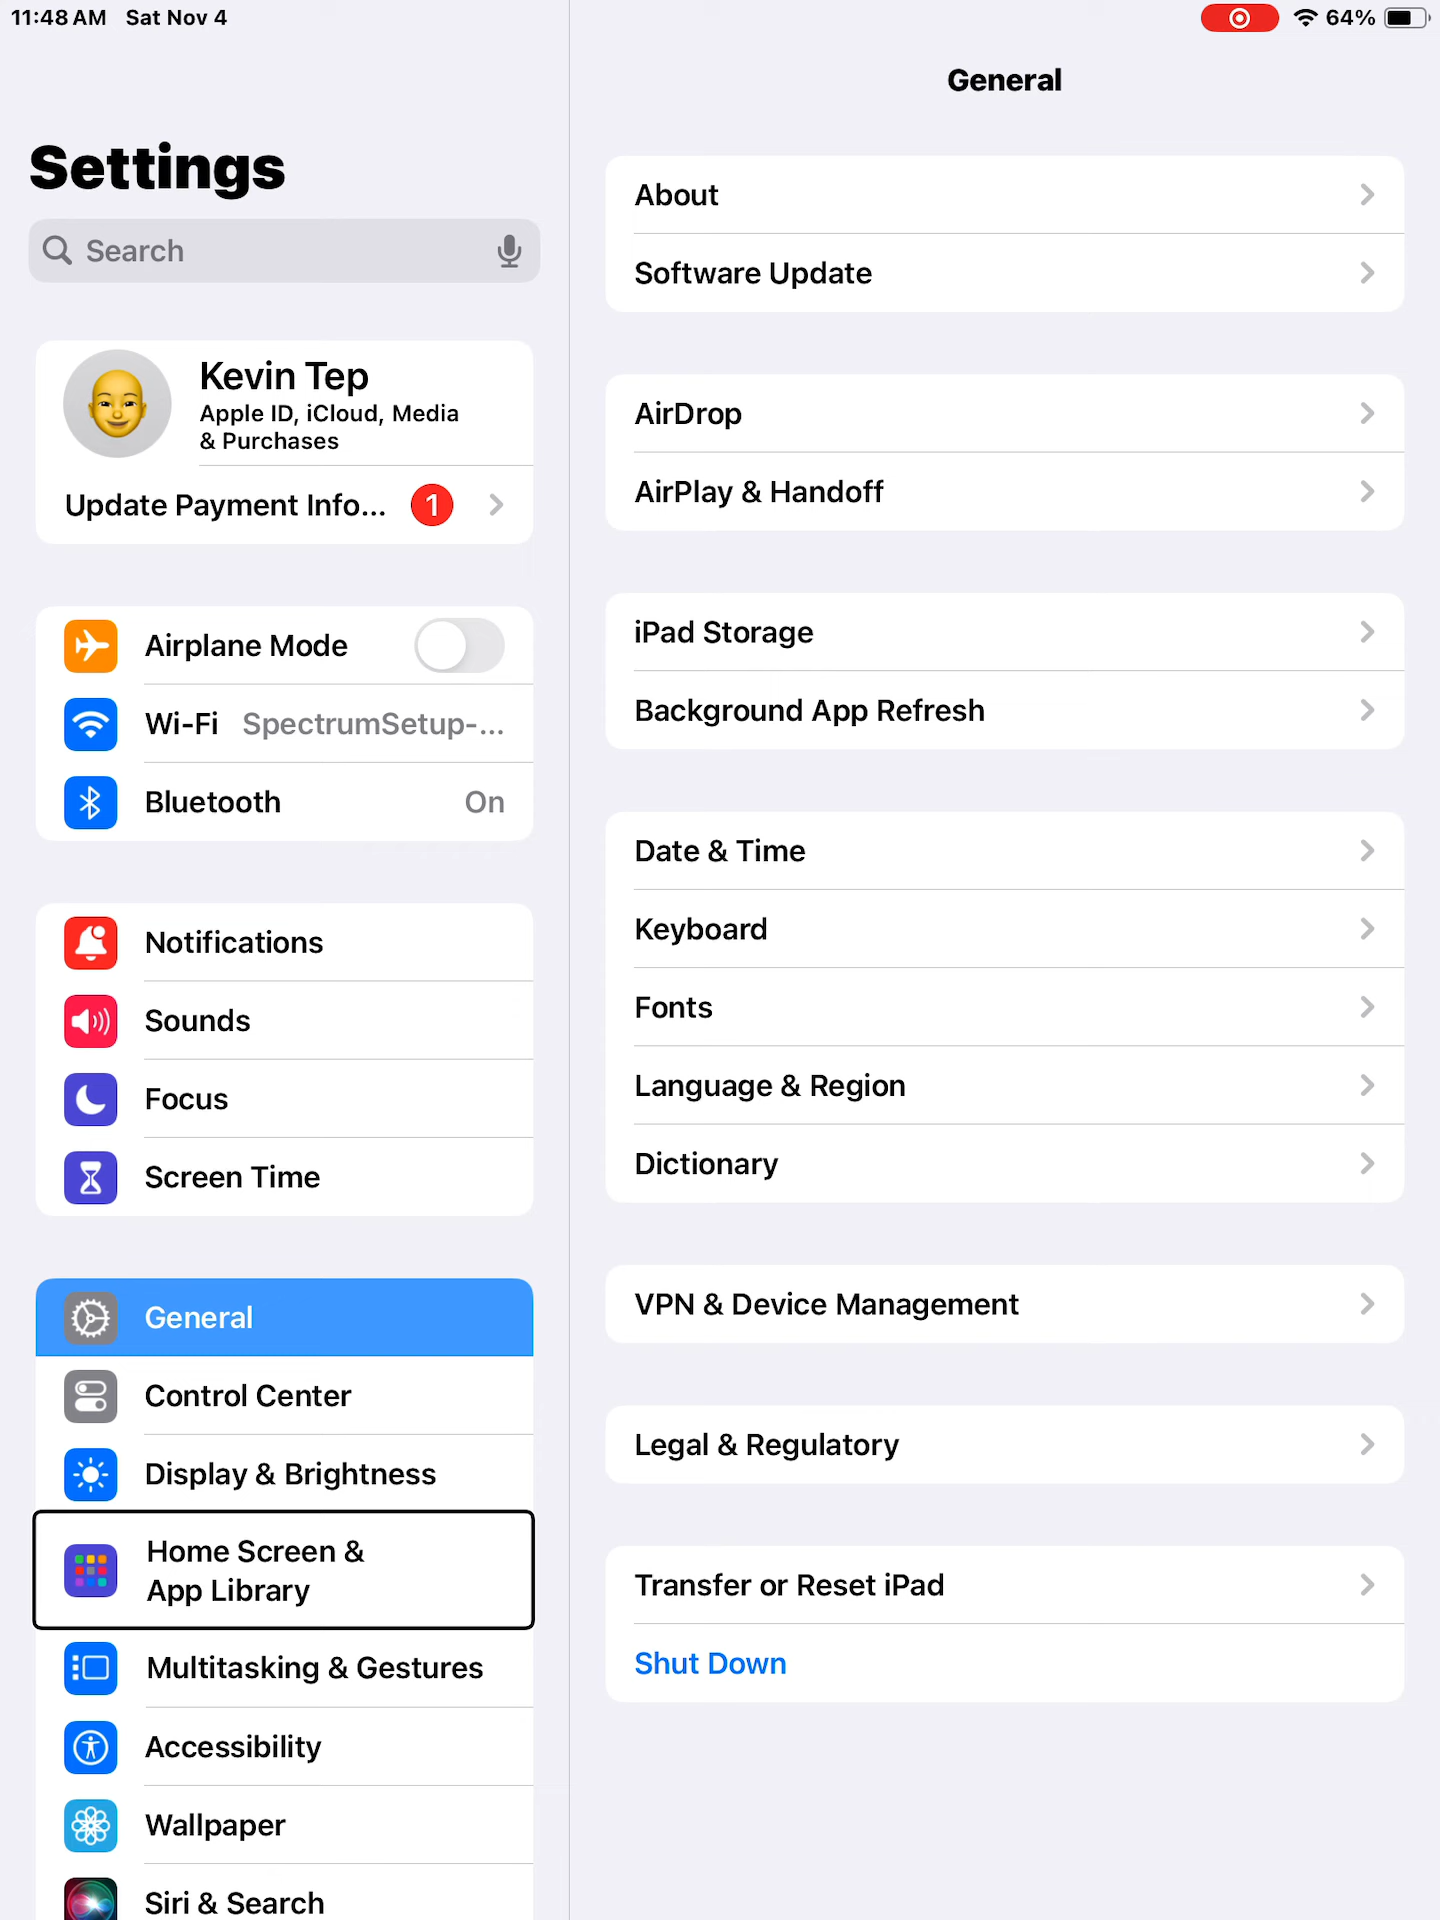 11:48 AM Sat Nov 4
64%
Settings
Search
Kevin Tep
Apple ID, iCloud, Media
& Purchases
Update Payment Info... 1
Airplane Mode
Wi-Fi SpectrumSetup-...
Bluetooth On
Notifications
Sounds
Focus
Screen Time
General
Control Center
Display & Brightness
Home Screen &
App Library
Multitasking & Gestures
Accessibility
Wallpaper
Siri & Search
General
About
Software Update
AirDrop
AirPlay & Handoff
iPad Storage
Background App Refresh
Date & Time
Keyboard
Fonts
Language & Region
Dictionary
VPN & Device Management
Legal & Regulatory
Transfer or Reset iPad
Shut Down